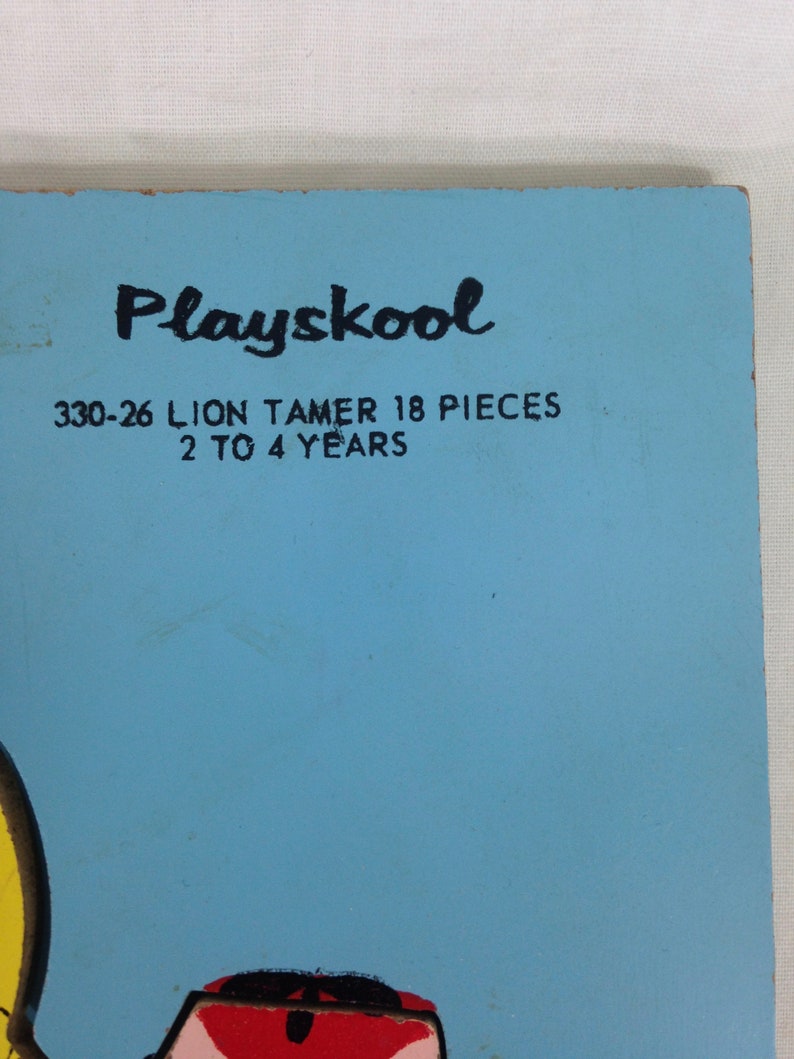 Playskool
330-26 LION TAMER 18 PIECES
2 TO 4 YEARS